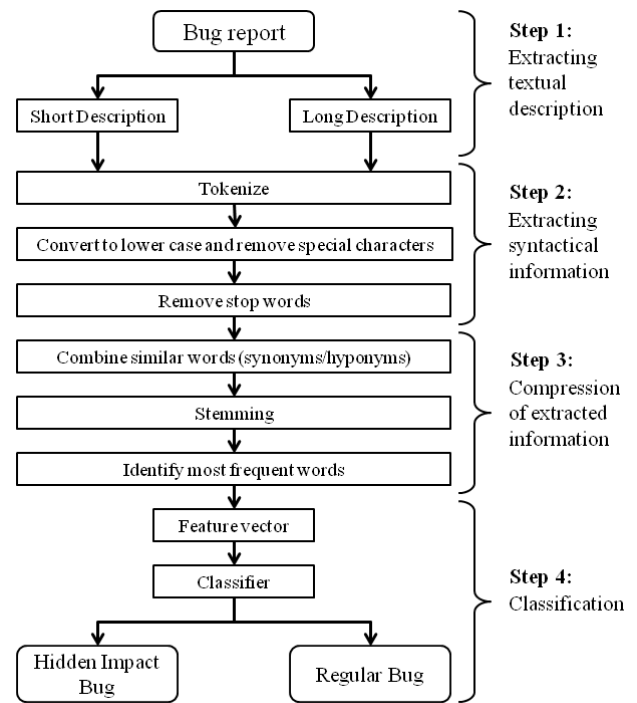 Bug report
Step 1:
Extracting
textual
description
Short Description
Long Description
Tokenize
Convert to lower case and remove special characters
Remove stop words
Step 2:
Extracting
syntactical
information
Combine similar words (synonyms/hyponyms)
Stemming
Identify most frequent words
Step 3:
Compression
of extracted
information
Feature vector
Classifier
Step 4:
Classification
Hidden Impact
Bug
Regular Bug